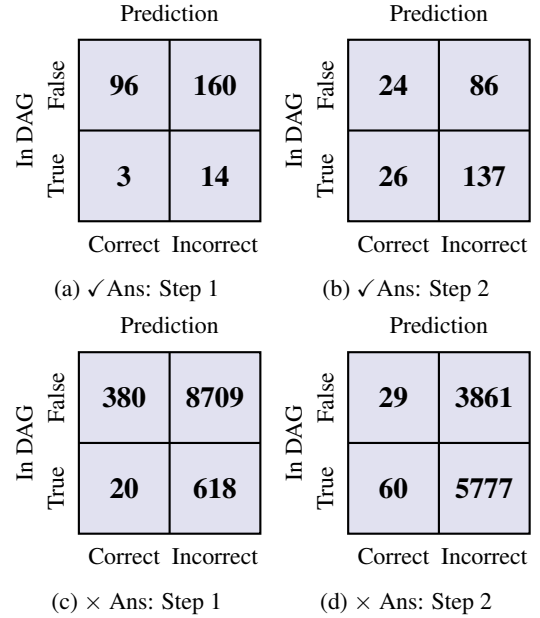 Prediction Prediction
In DAG False 96 160 In DAG False 24 86
True 3 14 True 26 137
Correct Incorrect Correct Incorrect
(a) ✓Ans: Step 1 (b) ✓Ans: Step 2
Prediction Prediction
In DAG False 380 8709 In DAG False 29 3861
True 20 618 True 60 5777
Correct Incorrect Correct Incorrect
(c) × Ans: Step 1 (d) × Ans: Step 2